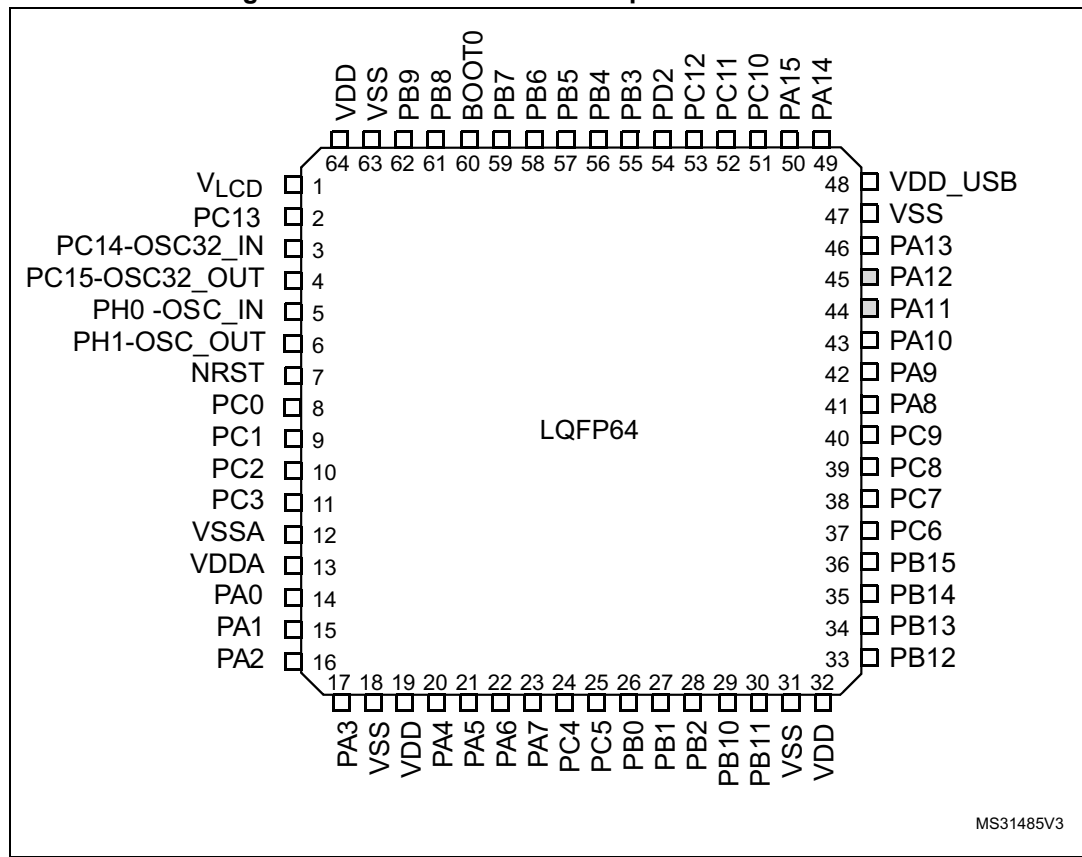 VDD VSS PB9 PB8 BOOT0 PB7 PB6 PB5 PB4 PB3 PD2 PC12 PC11 PC10 PA15 PA14
64 63 62 61 60 59 58 57 56 55 54 53 52 51 50 49
VLCD 1
PC13 2
PC14-OSC32_IN 3
PC15-OSC32_OUT 4
PH0 -OSC_IN 5
PH1-OSC_OUT 6
NRST 7
PC0 8
PC1 9
PC2 10
PC3 11
VSSA 12
VDDA 13
PA0 14
PA1 15
PA2 16
LQFP64
48 VDD_USB
47 VSS
46 PA13
45 PA12
44 PA11
43 PA10
42 PA9
41 PA8
40 PC9
39 PC8
38 PC7
37 PC6
36 PB15
35 PB14
34 PB13
33 PB12
17 18 19 20 21 22 23 24 25 26 27 28 29 30 31 32
PA3 VSS VDD PA4 PA5 PA6 PA7 PC4 PC5 PB0 PB1 PB2 PB10 PB11 VSS VDD
MS31485V3